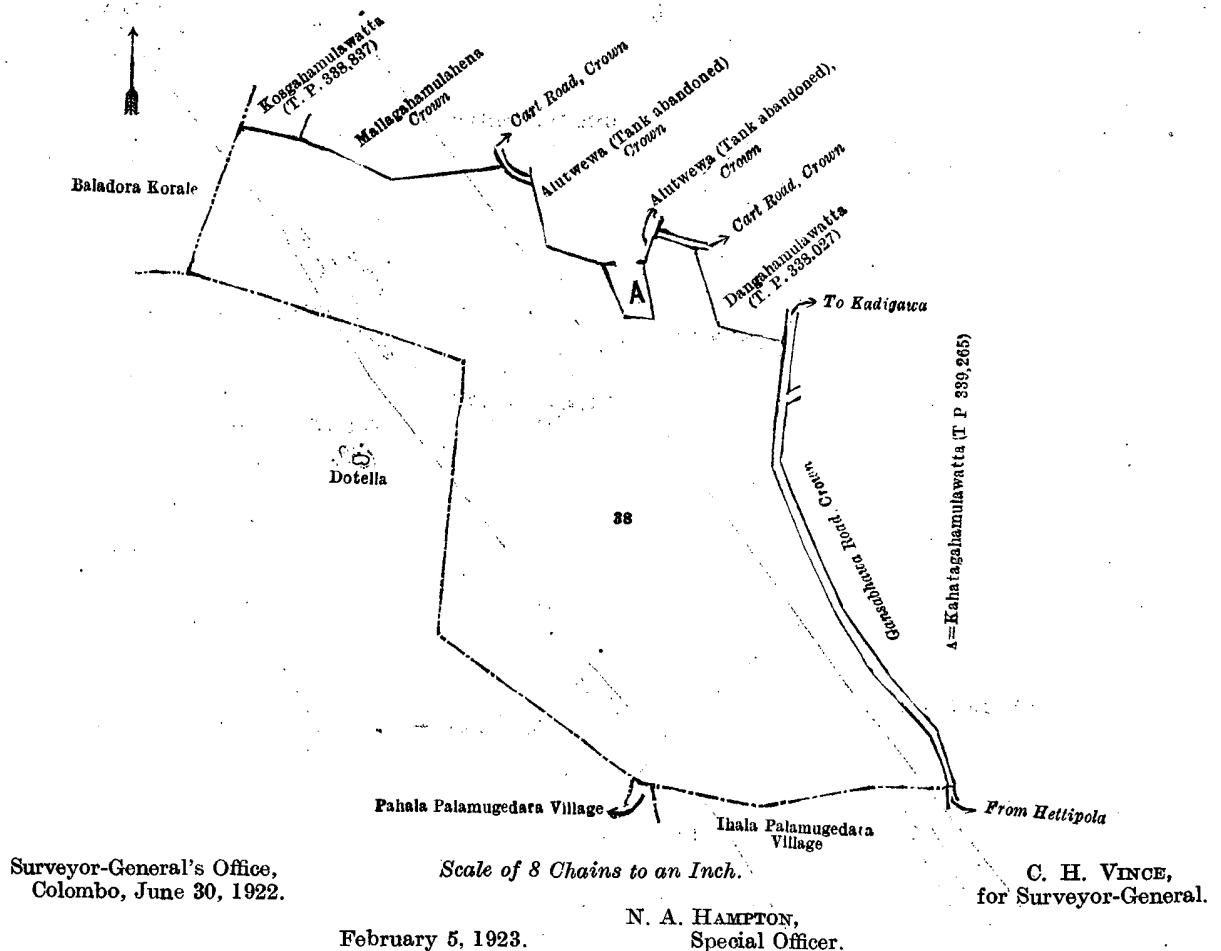 Kosgahamulawatta
(T. P. 338,837)
Mallagahamulahena
Crown
Cart Road, Crown
Alutwewa (Tank abandoned)
Crown
Alutwewa (Tank abandoned),
Crown
Cart Road, Crown
Dangahamulawatta
(T. P. 338,027)
Baladora Korale
A
To Kadigawa
A=Kahatagahamulawatta (T P 339,265)
Dotella
38
Gansabhawa Road, Crown
Pahala Palamugedara Village
Ihala Palamugedara
Village
From Hettipola
Surveyor-General's Office,
Colombo, June 30, 1922.
Scale of 8 Chains to an Inch.
C. H. VINCE,
for Surveyor-General.
N. A. HAMPTON,
February 5, 1923.
Special Officer.